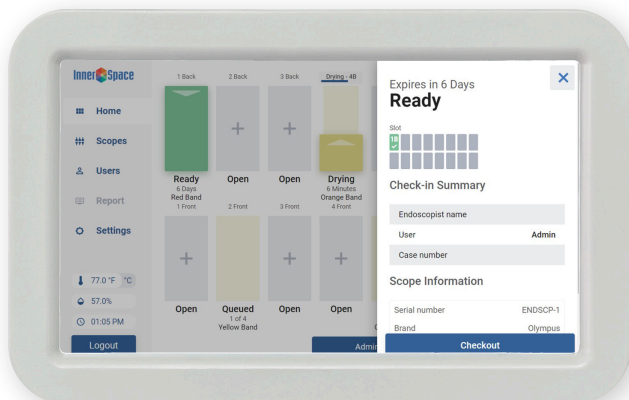 InnerSpace
Home
Scopes
Users
Report
Settings
77.0 °F °C
57.0%
01:05 PM
Logout
1 Back
2 Back
3 Back
Drying - 4B
Ready
6 Days
Red Band
Open
Open
Drying
6 Minutes
Orange Band
1 Front
2 Front
3 Front
4 Front
Open
Queued
1 of 4
Yellow Band
Open
Open
Admin
Expires in 6 Days
Ready
Slot
1B
Check-in Summary
Endoscopist name
User Admin
Case number
Scope Information
Serial number ENDSCP-1
Brand Olympus
Checkout